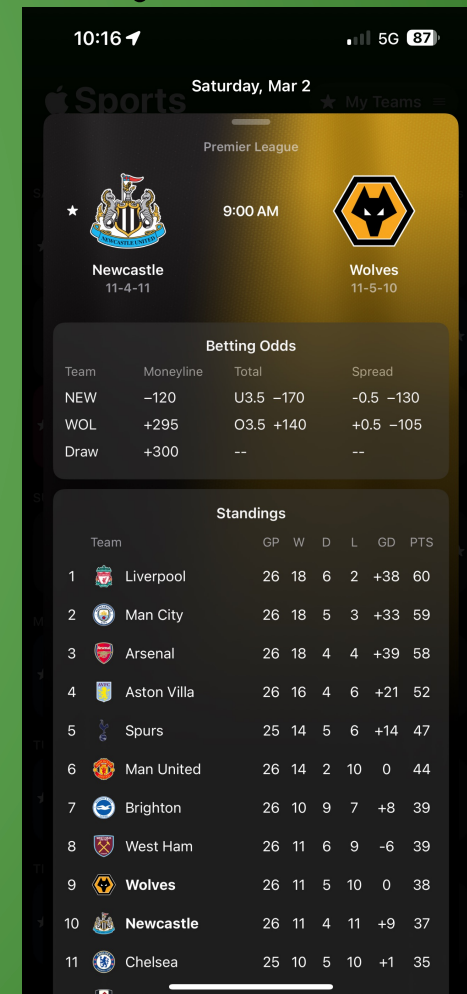 10:16 5G 87
Saturday, Mar 2
Sports My Teams
Premier League
NEWCASTLE UNITED
9:00 AM
Newcastle Wolves
11-4-11 11-5-10
Betting Odds
Team Moneyline Total Spread
NEW −120 U3.5 −170 -0.5 −130
WOL +295 O3.5 +140 +0.5 −105
Draw +300 -- --
Standings
Team GP W D L GD PTS
1 Liverpool 26 18 6 2 +38 60
2 Man City 26 18 5 3 +33 59
3 Arsenal 26 18 4 4 +39 58
4 Aston Villa 26 16 4 6 +21 52
5 Spurs 25 14 5 6 +14 47
6 Man United 26 14 2 10 0 44
7 Brighton 26 10 9 7 +8 39
8 West Ham 26 11 6 9 -6 39
9 Wolves 26 11 5 10 0 38
10 Newcastle 26 11 4 11 +9 37
11 Chelsea 25 10 5 10 +1 35